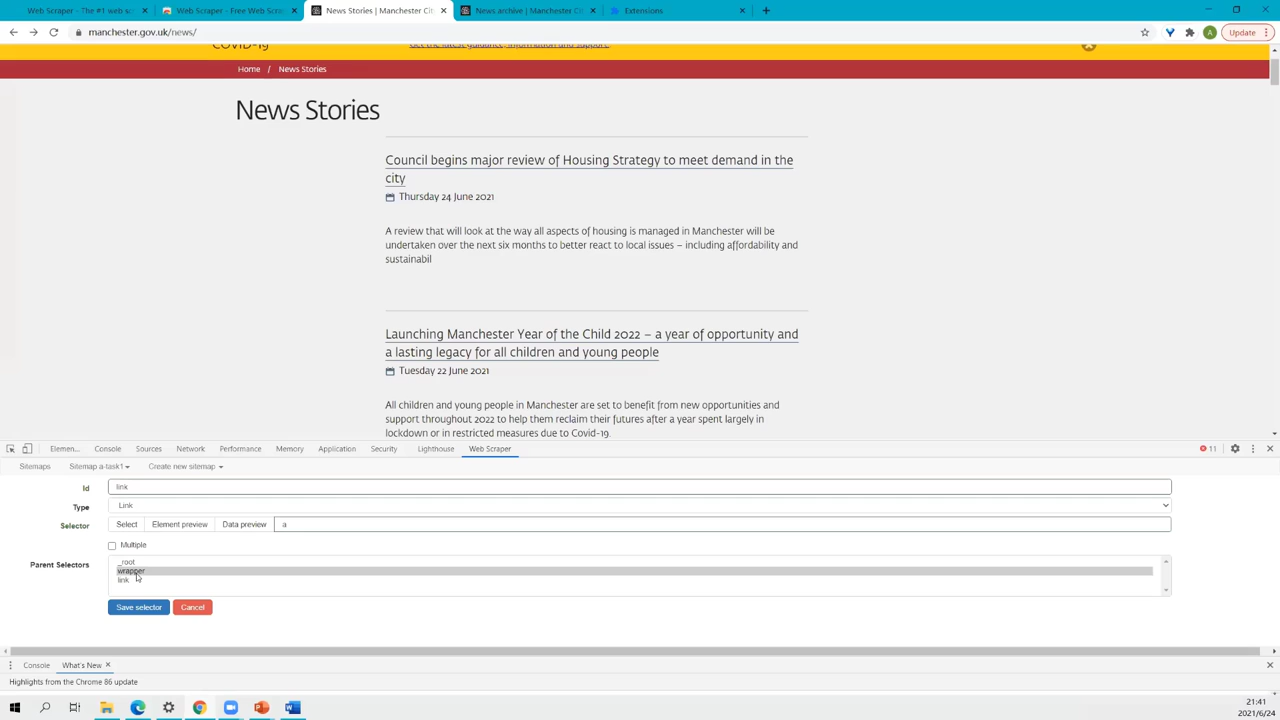 Web Scraper - The #1 web sc
Web Scraper - Free Web Scra
News Stories | Manchester City
News archive | Manchester Cit
Extensions
manchester.gov.uk/news/
A
Update
COVID-19
Get the latest guidance, information and support.
Home / News Stories
News Stories
Council begins major review of Housing Strategy to meet demand in the
city
Thursday 24 June 2021
A review that will look at the way all aspects of housing is managed in Manchester will be
undertaken over the next six months to better react to local issues – including affordability and
sustainabil
Launching Manchester Year of the Child 2022 – a year of opportunity and
a lasting legacy for all children and young people
Tuesday 22 June 2021
All children and young people in Manchester are set to benefit from new opportunities and
support throughout 2022 to help them reclaim their futures after a year spent largely in
lockdown or in restricted measures due to Covid-19.
Elemen... Console Sources Network Performance Memory Application Security Lighthouse Web Scraper 11
Sitemaps Sitemap a-task1 Create new sitemap
Id link
Type Link
Selector Select Element preview Data preview a
Multiple
Parent Selectors _root
wrapper
link
Save selector Cancel
Console What's New
Highlights from the Chrome 86 update
21:41
2021/6/24